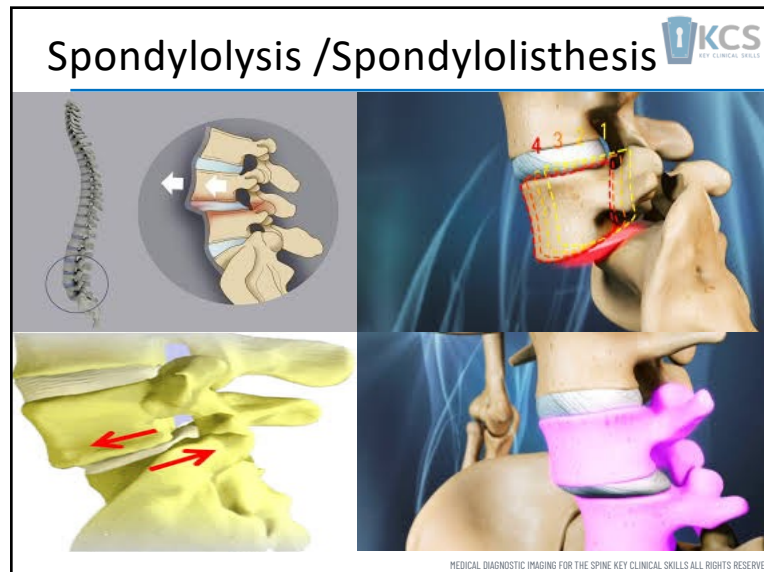 Spondylolysis /Spondylolisthesis
KCS
KEY CLINICAL SKILLS
4 3 2 1
MEDICAL DIAGNOSTIC IMAGING FOR THE SPINE KEY CLINICAL SKILLS ALL RIGHTS RESERVE